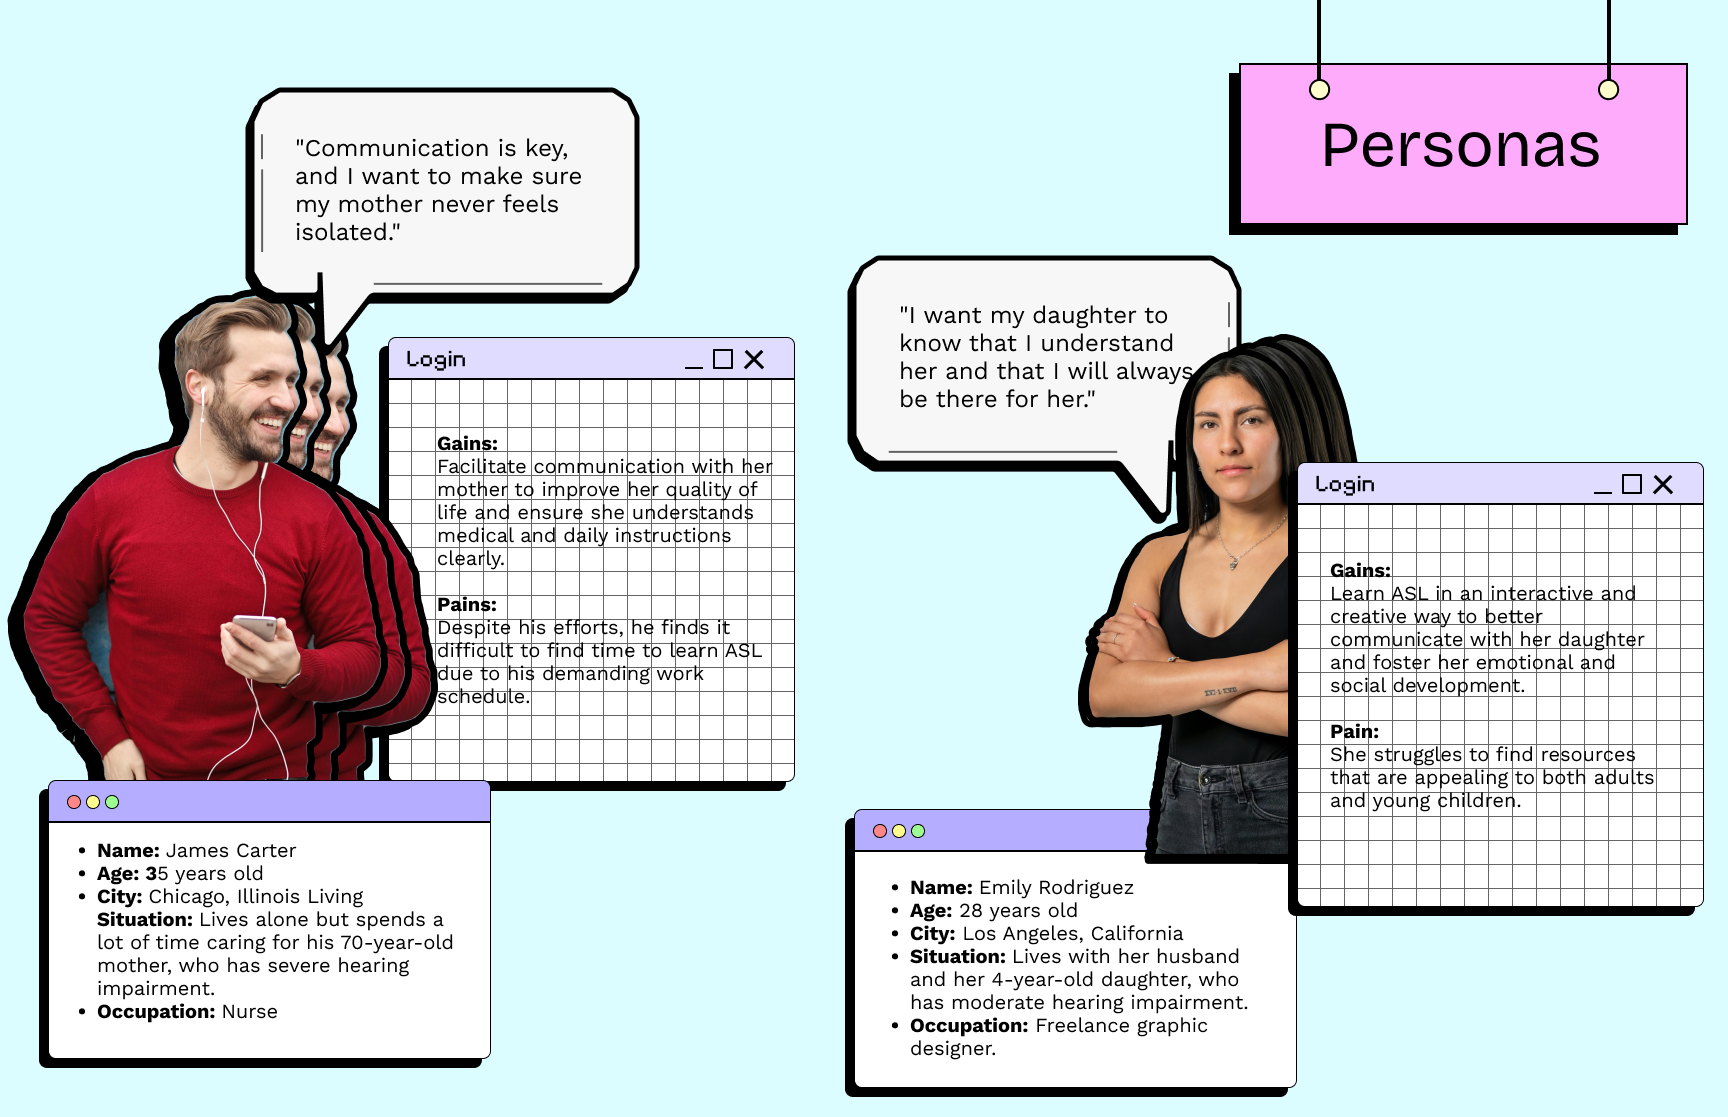 Personas
"Communication is key,
and I want to make sure
my mother never feels
isolated."
Login
Gains:
Facilitate communication with her
mother to improve her quality of
life and ensure she understands
medical and daily instructions
clearly.
Pains:
Despite his efforts, he finds it
difficult to find time to learn ASL
due to his demanding work
schedule.
Name: James Carter
Age: 35 years old
City: Chicago, Illinois Living
Situation: Lives alone but spends a
lot of time caring for his 70-year-old
mother, who has severe hearing
impairment.
Occupation: Nurse
"I want my daughter to
know that I understand
her and that I will always
be there for her."
Login
Gains:
Learn ASL in an interactive and
creative way to better
communicate with her daughter
and foster her emotional and
social development.
Pain:
She struggles to find resources
that are appealing to both adults
and young children.
Name: Emily Rodriguez
Age: 28 years old
City: Los Angeles, California
Situation: Lives with her husband
and her 4-year-old daughter, who
has moderate hearing impairment.
Occupation: Freelance graphic
designer.